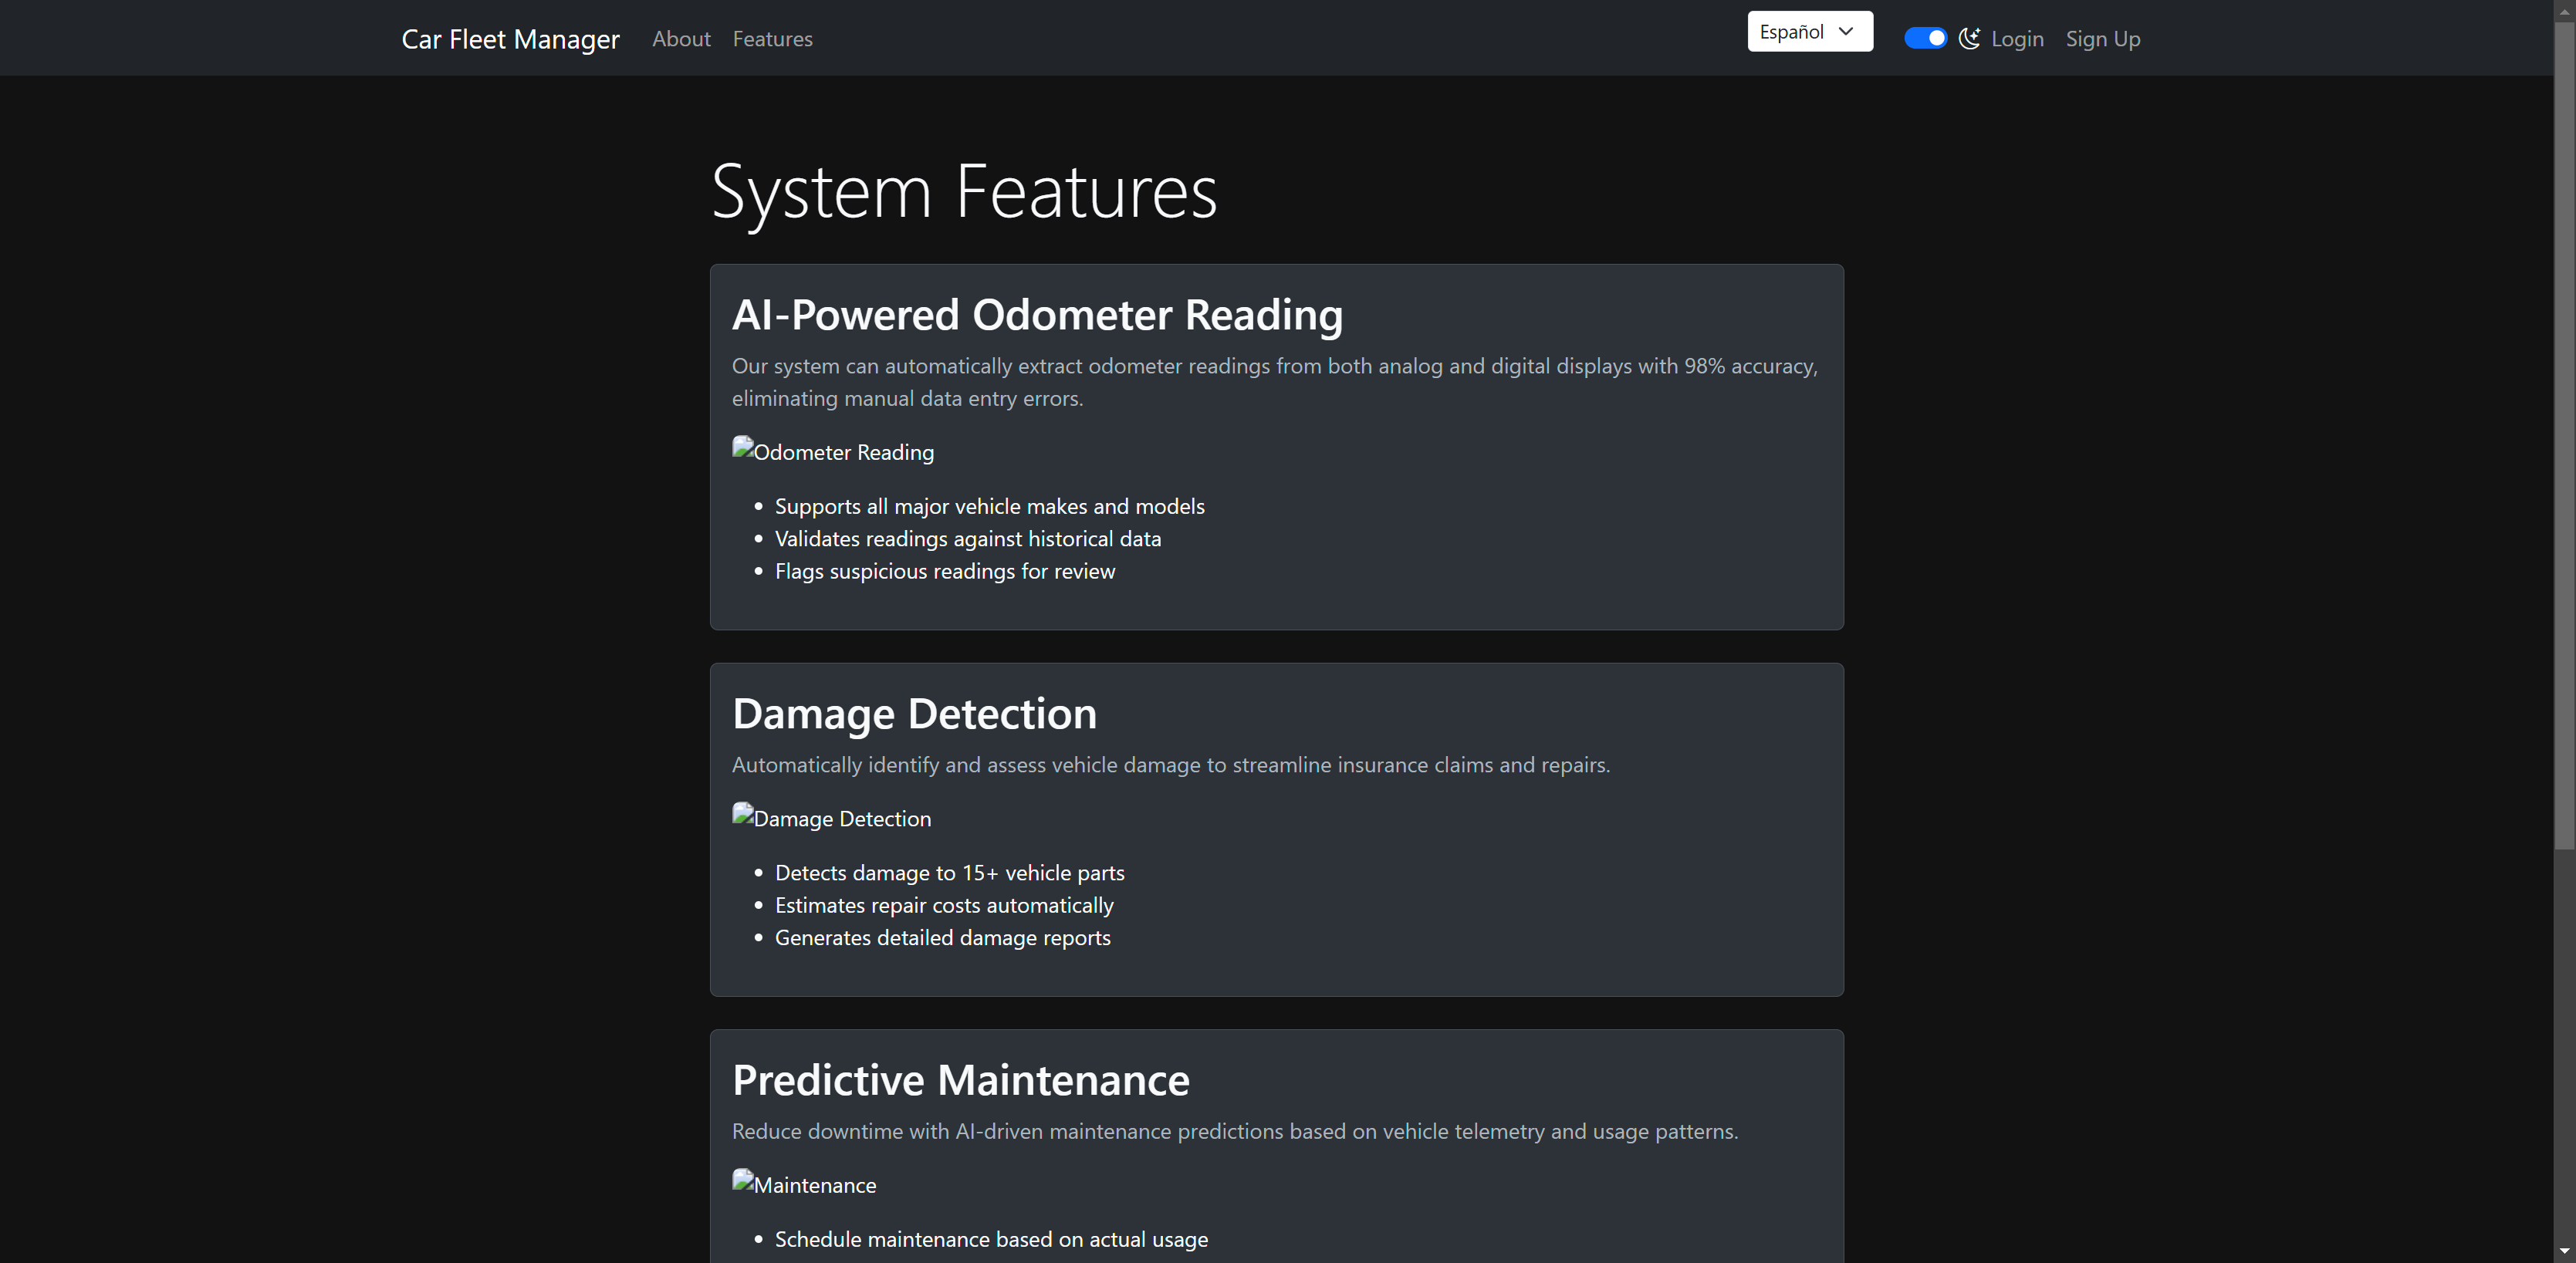 Car Fleet Manager About Features Español Login Sign Up
System Features
AI-Powered Odometer Reading
Our system can automatically extract odometer readings from both analog and digital displays with 98% accuracy,
eliminating manual data entry errors.
Odometer Reading
Supports all major vehicle makes and models
Validates readings against historical data
Flags suspicious readings for review
Damage Detection
Automatically identify and assess vehicle damage to streamline insurance claims and repairs.
Damage Detection
Detects damage to 15+ vehicle parts
Estimates repair costs automatically
Generates detailed damage reports
Predictive Maintenance
Reduce downtime with AI-driven maintenance predictions based on vehicle telemetry and usage patterns.
Maintenance
Schedule maintenance based on actual usage